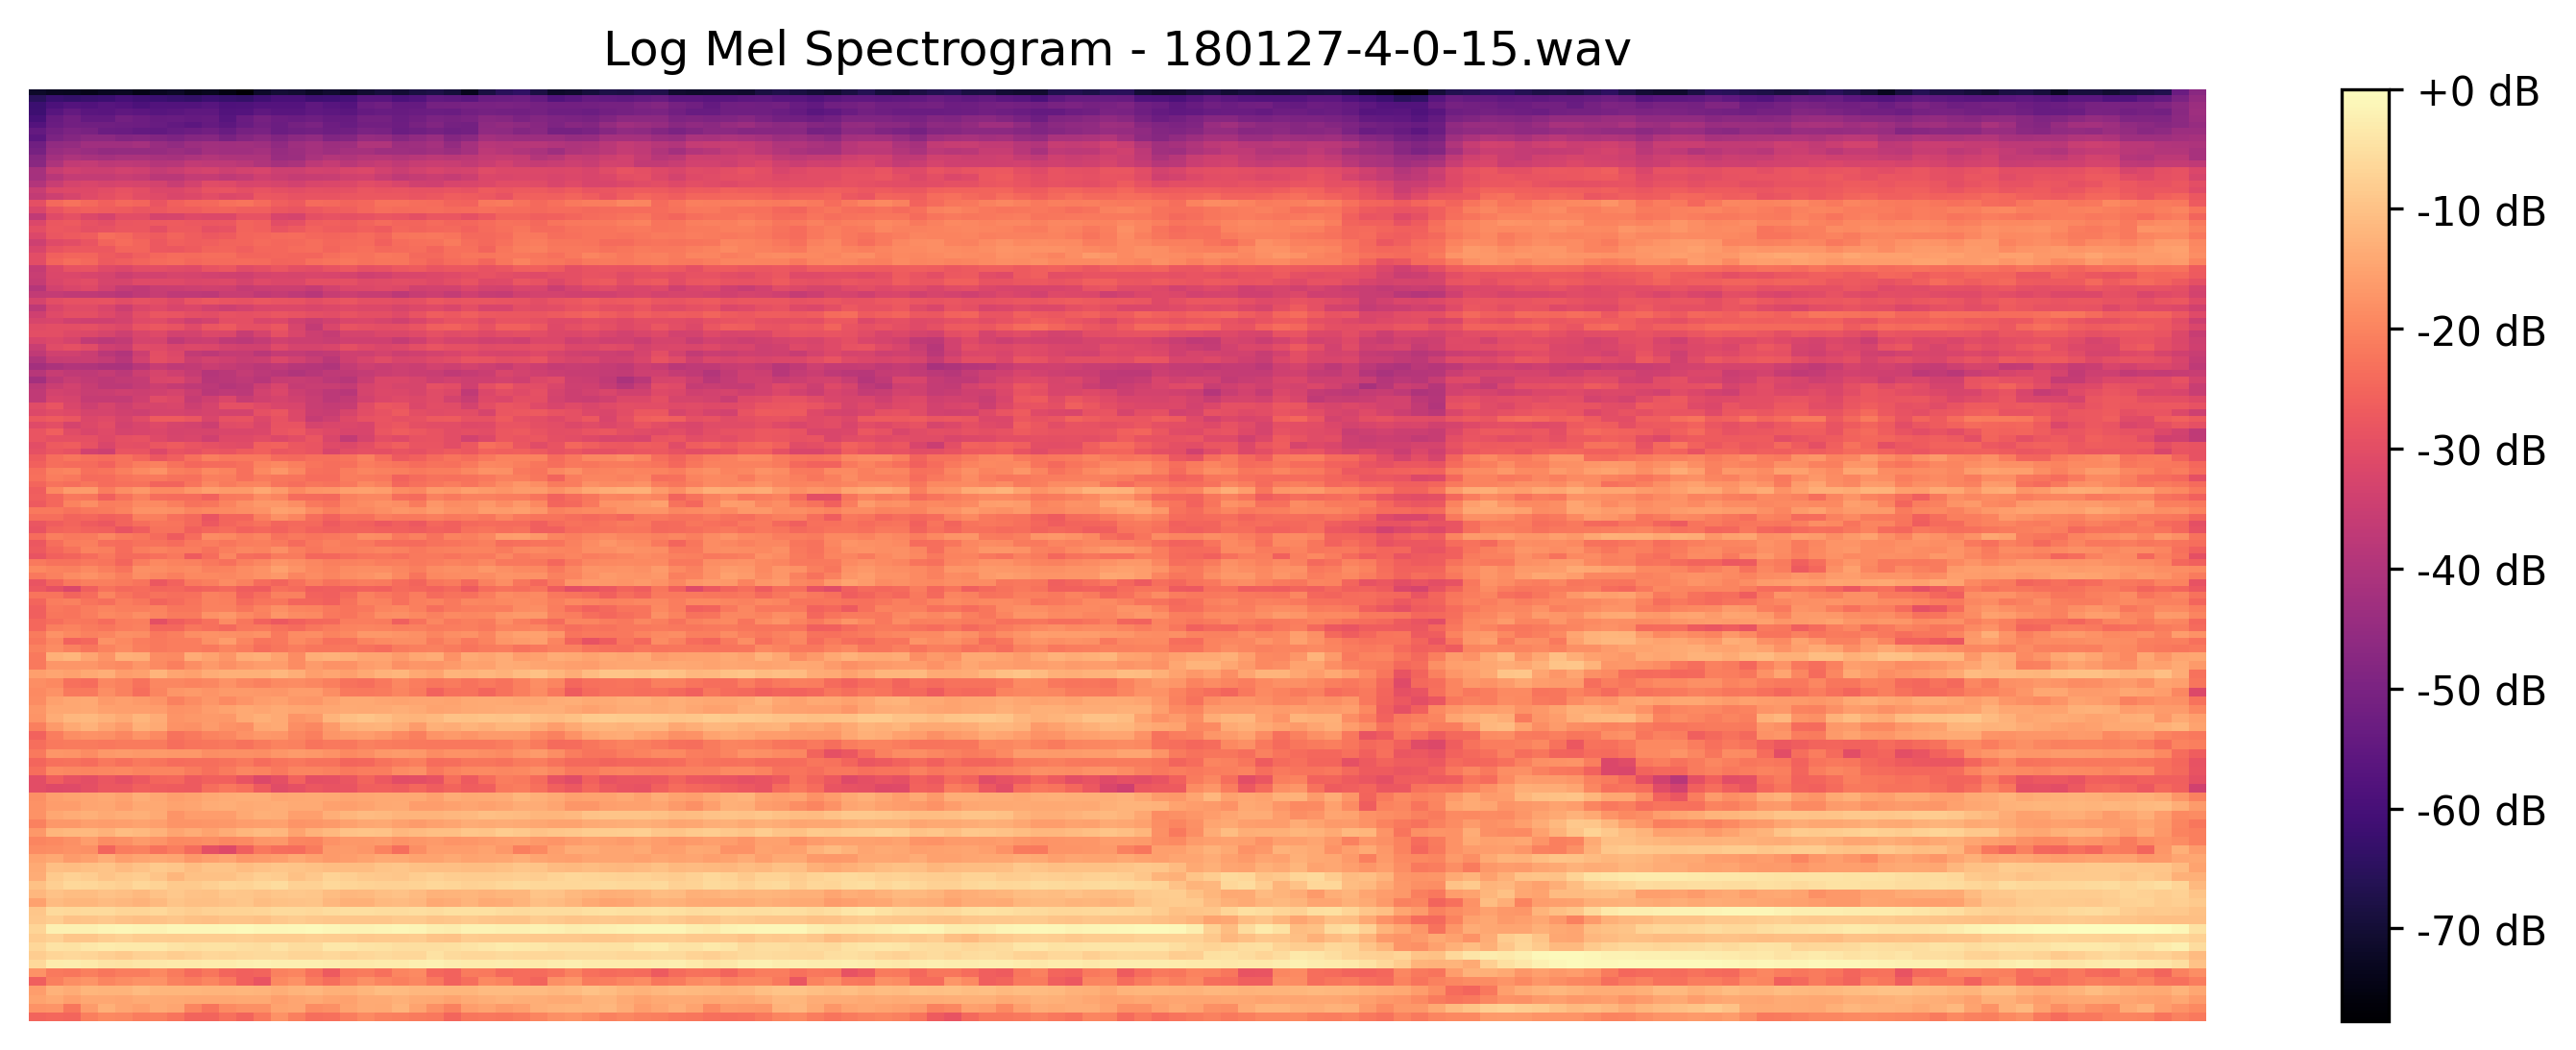 Log Mel Spectrogram - 180127-4-0-15.wav
+0 dB
-10 dB
-20 dB
-30 dB
-40 dB
-50 dB
-60 dB
-70 dB